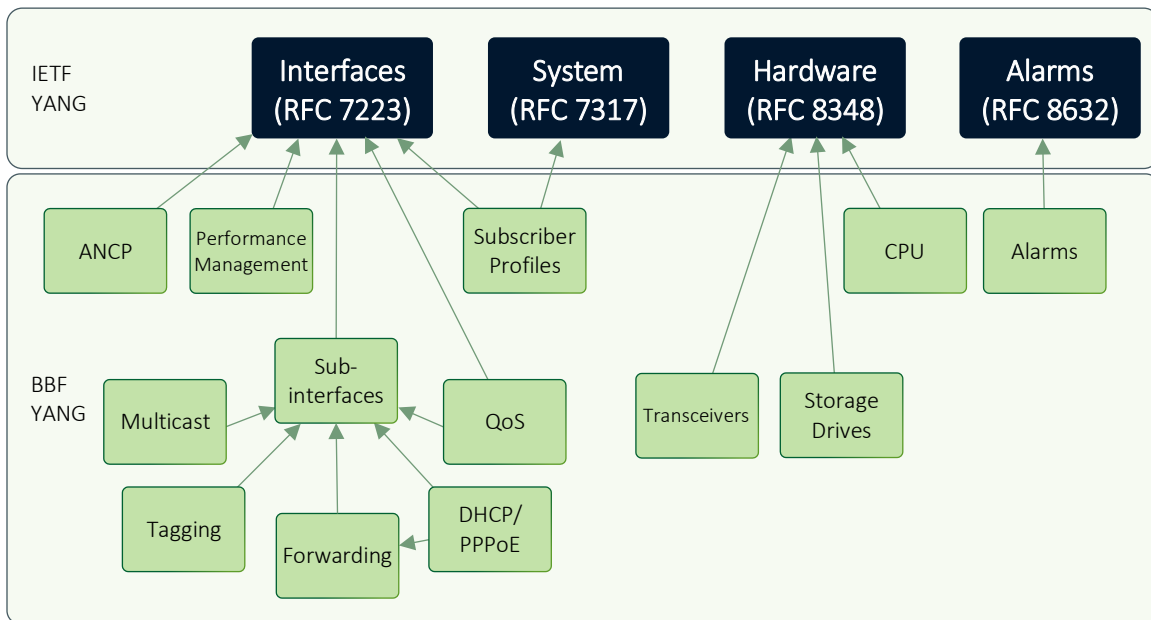 IETF
YANG
Interfaces
(RFC 7223)
System
(RFC 7317)
Hardware
(RFC 8348)
Alarms
(RFC 8632)
BBF
YANG
ANCP
Performance
Management
Subscriber
Profiles
CPU
Alarms
Sub-
interfaces
Multicast
QoS
Transceivers
Storage
Drives
Tagging
Forwarding
DHCP/
PPPoE